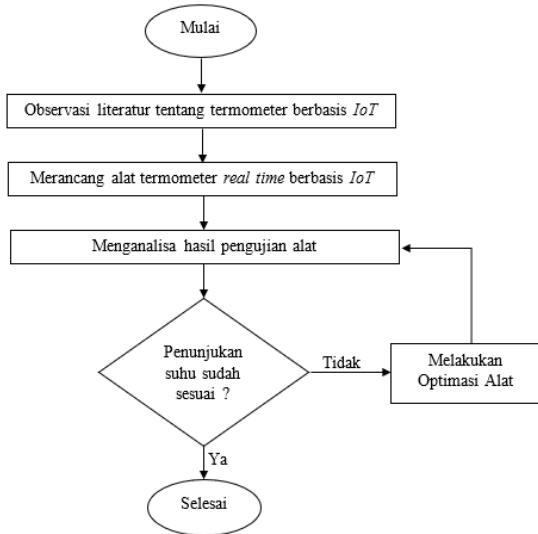 Mulai
Observasi literatur tentang termometer berbasis IoT
Merancang alat termometer real time berbasis IoT
Menganalisa hasil pengujian alat
Penunjukan
suhu sudah
sesuai ?
Tidak
Melakukan
Optimasi Alat
Ya
Selesai